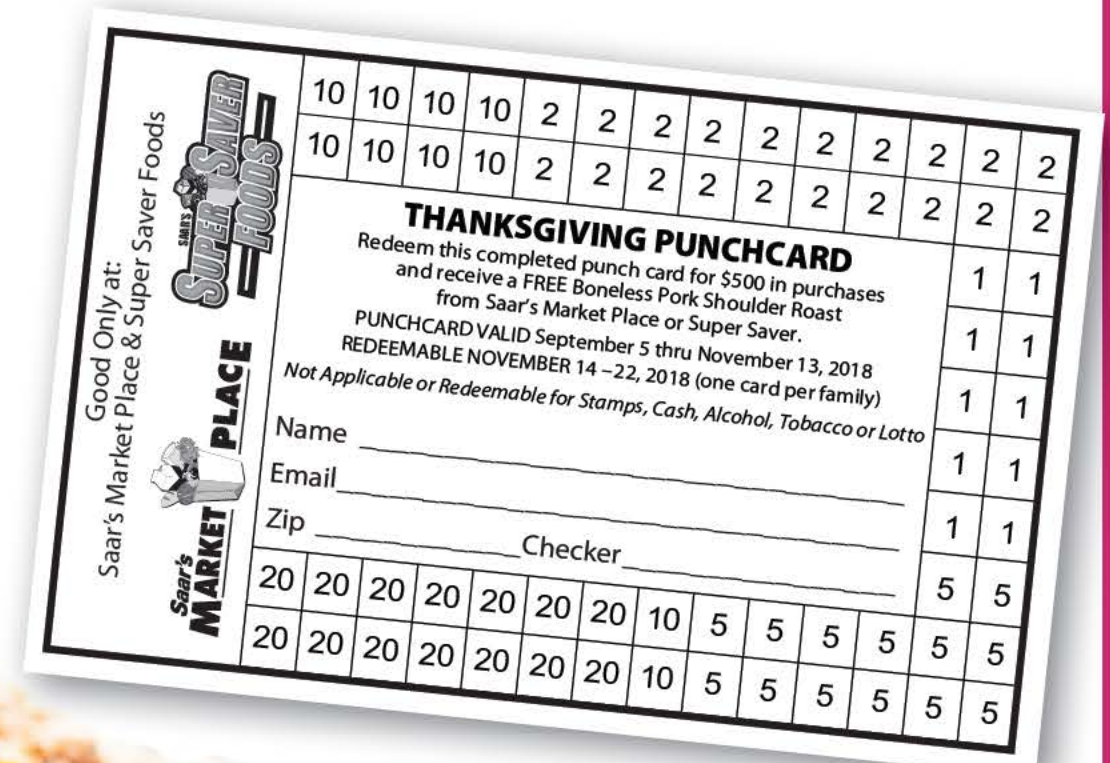 Good Only at:
Saar's Market Place & Super Saver Foods
SAAR'S
SUPER SAVER
FOODS
Saar's
MARKET PLACE
10 10 10 10 2 2 2 2 2 2 2 2 2 2
10 10 10 10 2 2 2 2 2 2 2 2 2 2
THANKSGIVING PUNCHCARD
Redeem this completed punch card for $500 in purchases
and receive a FREE Boneless Pork Shoulder Roast
from Saar's Market Place or Super Saver.
PUNCHCARD VALID September 5 thru November 13, 2018
REDEEMABLE NOVEMBER 14 –22, 2018 (one card per family)
Not Applicable or Redeemable for Stamps, Cash, Alcohol, Tobacco or Lotto
Name
Email
Zip Checker
1 1
1 1
1 1
1 1
1 1
5 5
20 20 20 20 20 20 20 10 5 5 5 5 5 5
20 20 20 20 20 20 20 10 5 5 5 5 5 5